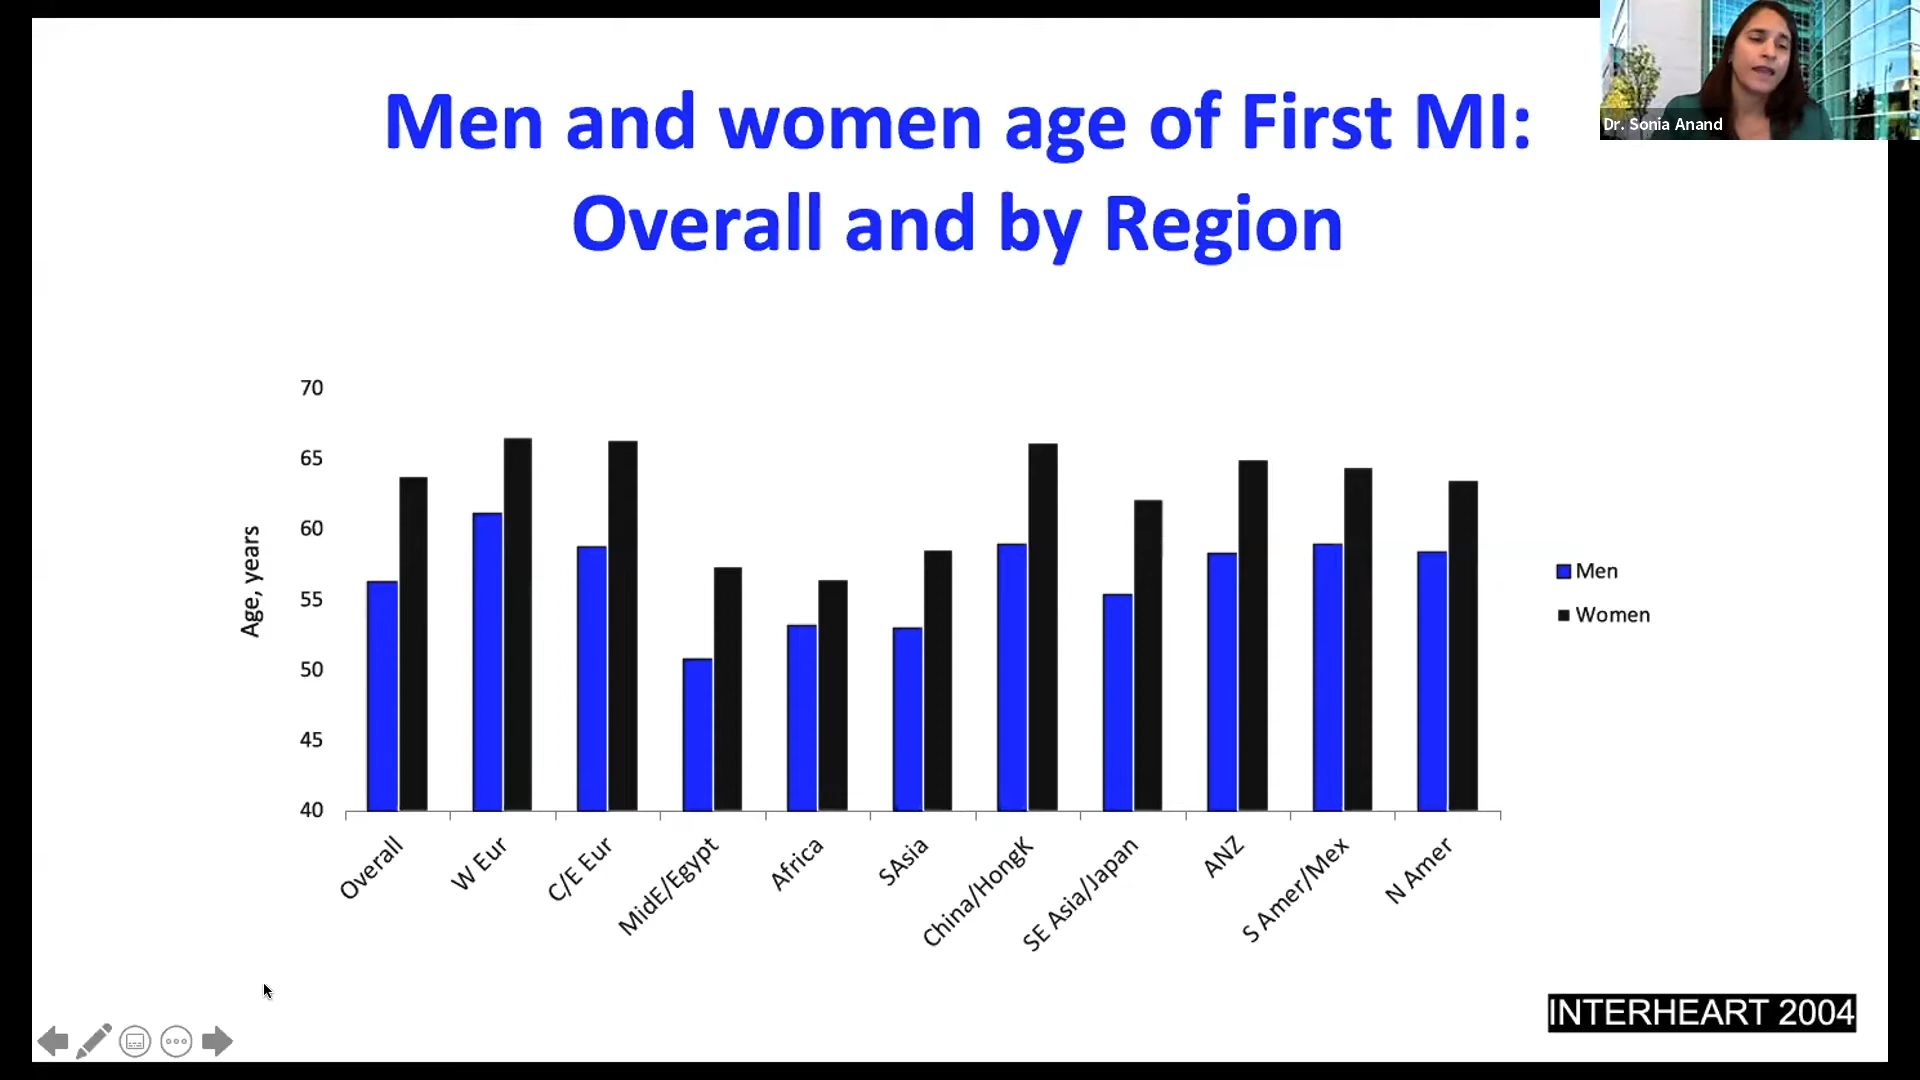 Men and women age of First MI:
Overall and by Region
Dr. Sonia Anand
70
65
60
55
50
45
40
Age, years
Overall
W Eur
C/E Eur
MidE/Egypt
Africa
SAsia
China/HongK
SE Asia/Japan
ANZ
S Amer/Mex
N Amer
Men
Women
INTERHEART 2004